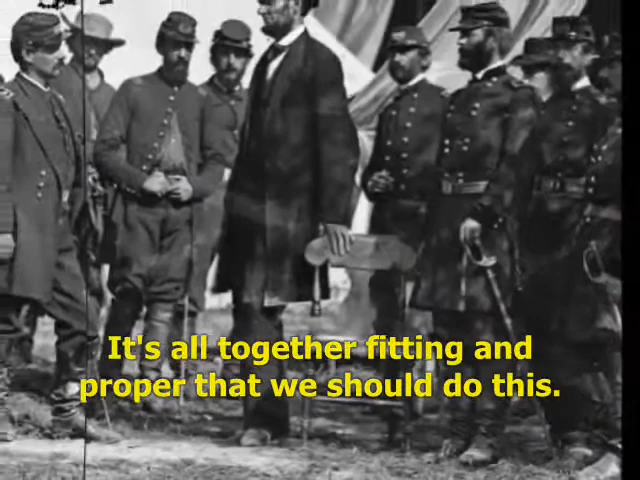 It's all together fitting and
proper that we should do this.